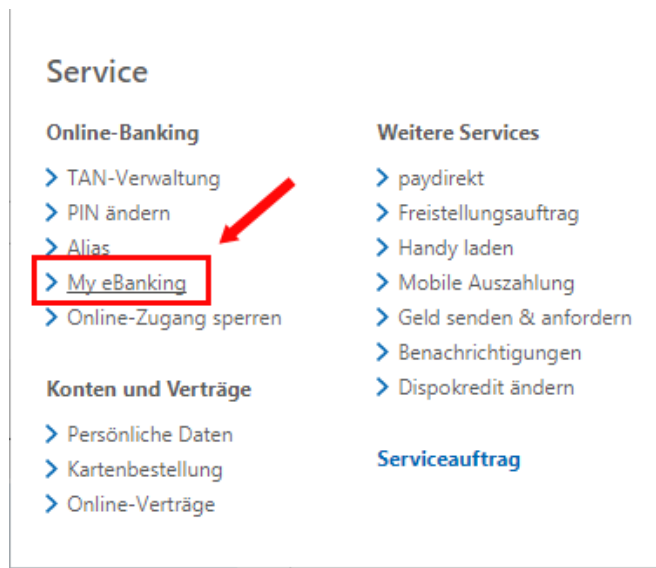 Service
Online-Banking
TAN-Verwaltung
PIN ändern
Alias
My eBanking
Online-Zugang sperren
Konten und Verträge
Persönliche Daten
Kartenbestellung
Online-Verträge
Weitere Services
paydirekt
Freistellungsauftrag
Handy laden
Mobile Auszahlung
Geld senden & anfordern
Benachrichtigungen
Dispokredit ändern
Serviceauftrag